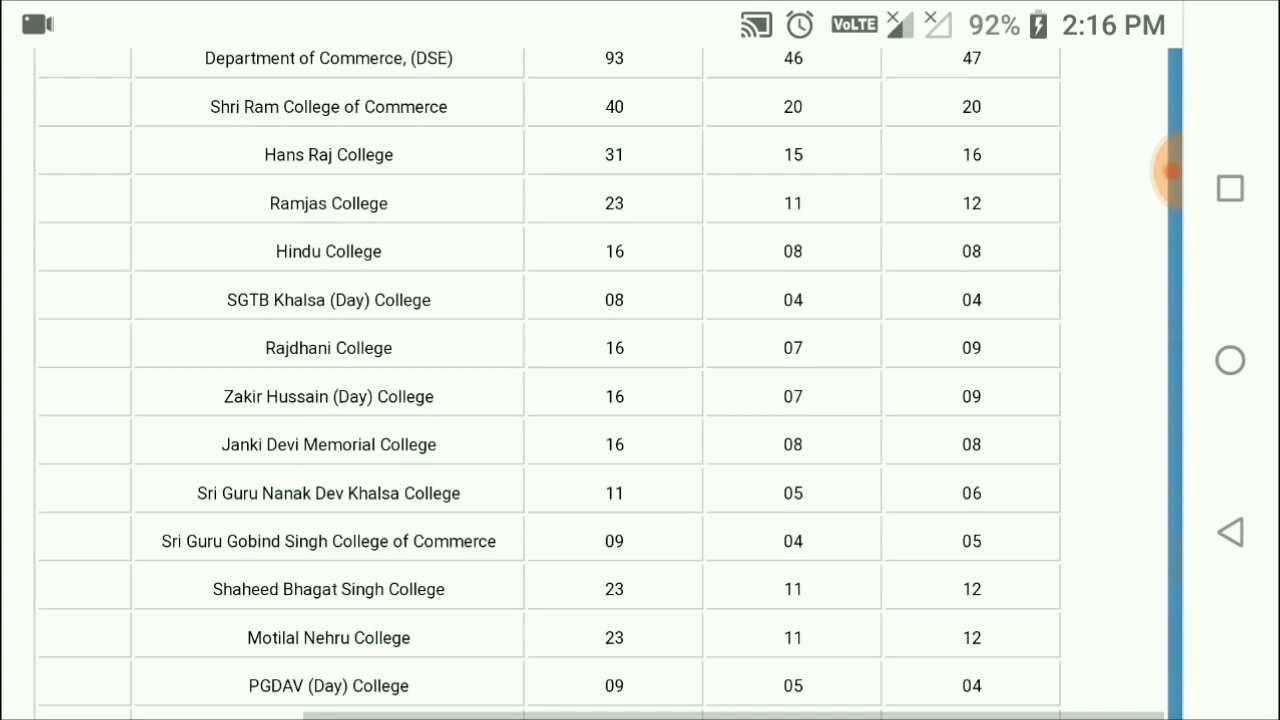 VoLTE 92% 2:16 PM
Department of Commerce, (DSE) 93 46 47
Shri Ram College of Commerce 40 20 20
Hans Raj College 31 15 16
Ramjas College 23 11 12
Hindu College 16 08 08
SGTB Khalsa (Day) College 08 04 04
Rajdhani College 16 07 09
Zakir Hussain (Day) College 16 07 09
Janki Devi Memorial College 16 08 08
Sri Guru Nanak Dev Khalsa College 11 05 06
Sri Guru Gobind Singh College of Commerce 09 04 05
Shaheed Bhagat Singh College 23 11 12
Motilal Nehru College 23 11 12
PGDAV (Day) College 09 05 04